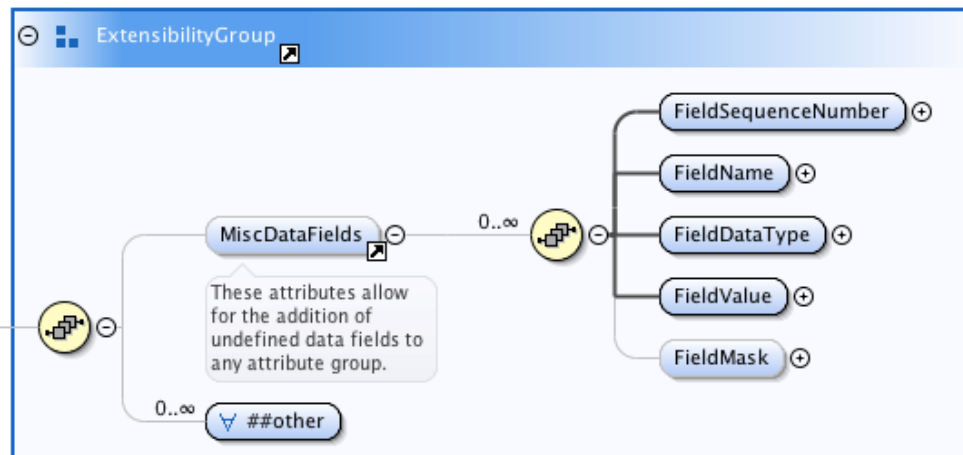 ExtensibilityGroup
FieldSequenceNumber
FieldName
MiscDataFields
0..∞
FieldDataType
These attributes allow
for the addition of
undefined data fields to
any attribute group.
FieldValue
FieldMask
0..∞
∀ ##other